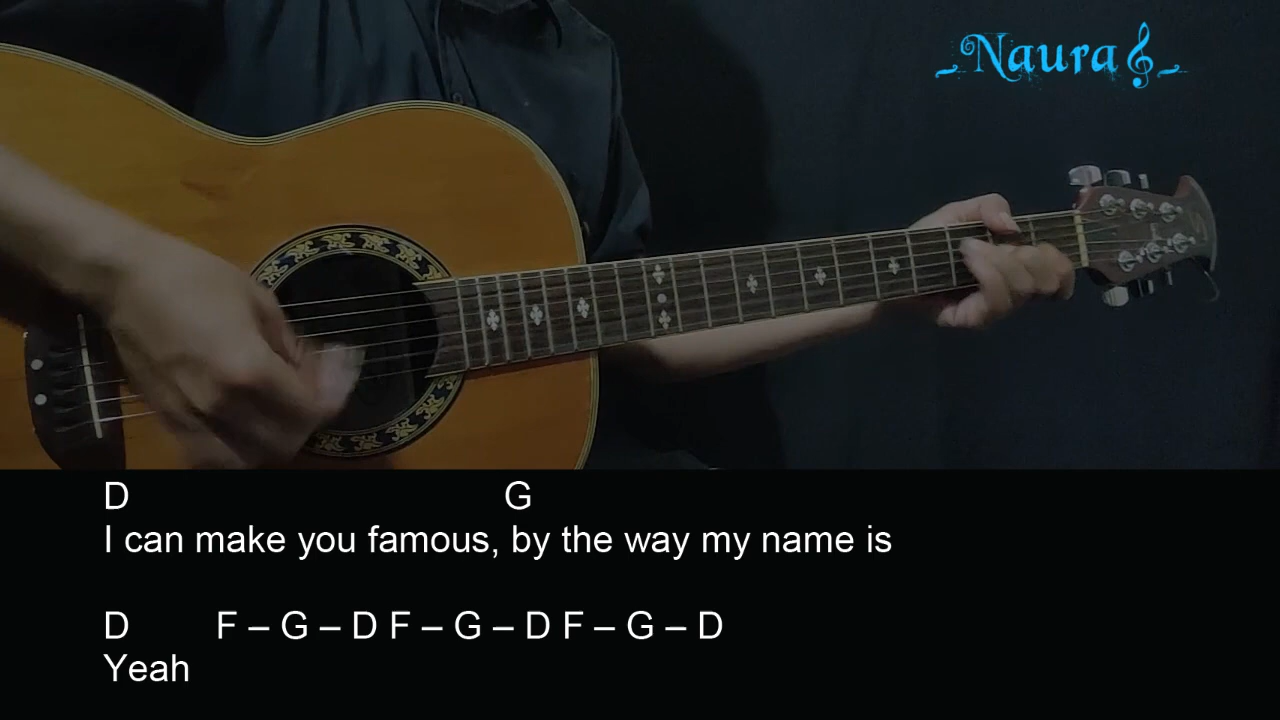 Naura
D G
I can make you famous, by the way my name is
D F – G – D F – G – D F – G – D
Yeah